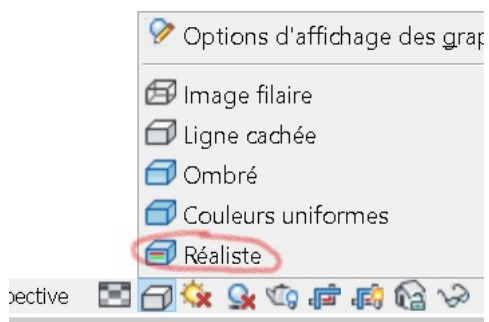 Options d'affichage des grap
Image filaire
Ligne cachée
Ombré
Couleurs uniformes
Réaliste
pective